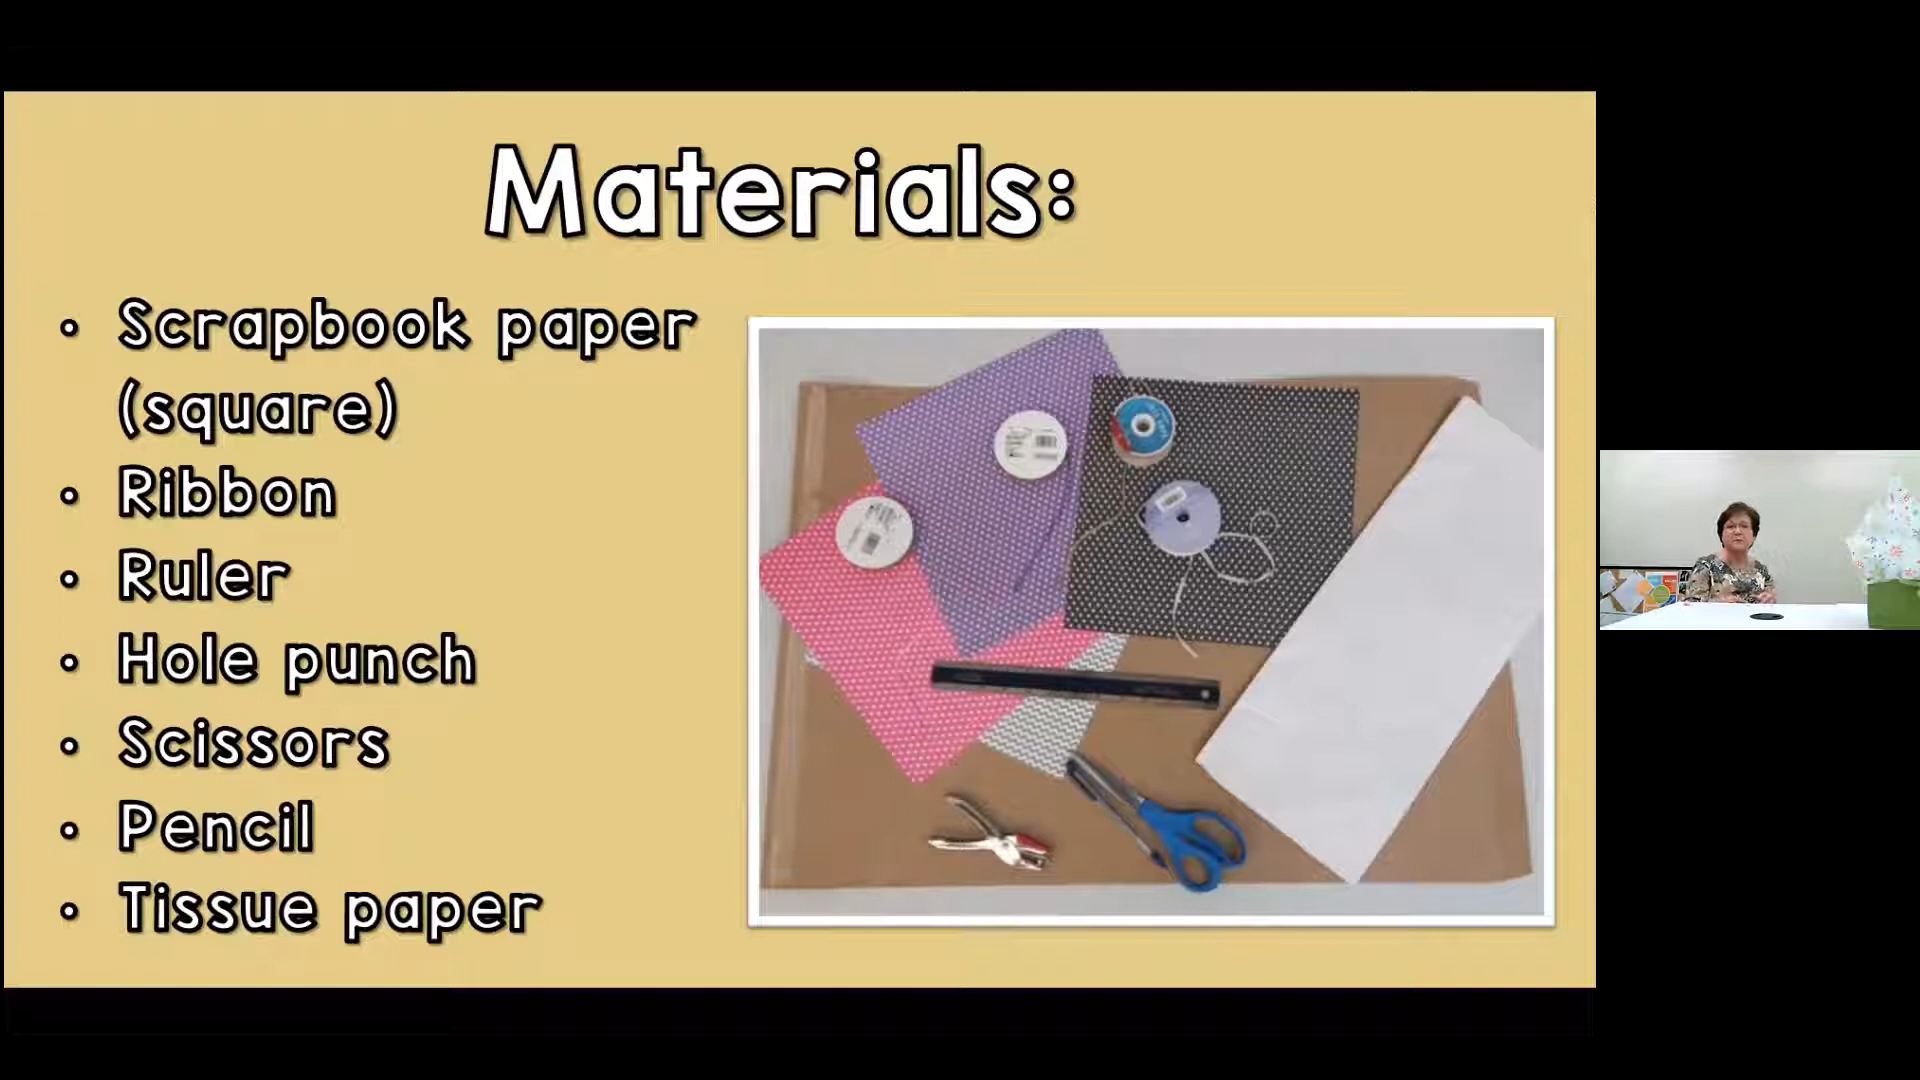 Materials:
• Scrapbook paper
(square)
• Ribbon
• Ruler
• Hole punch
• Scissors
• Pencil
• Tissue paper